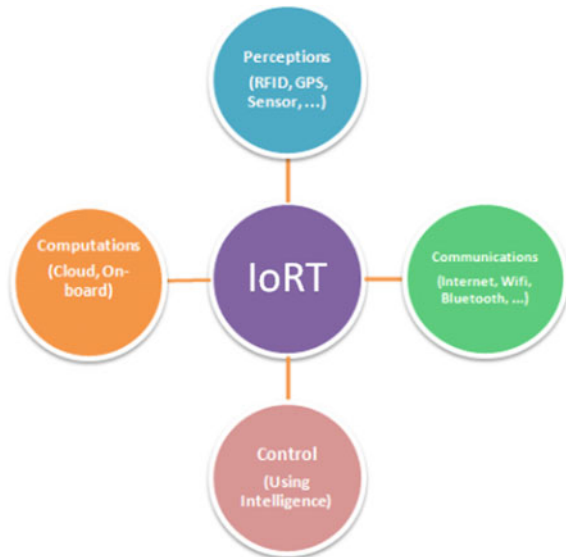 Perceptions
(RFID, GPS,
Sensor, ...)
Computations
(Cloud, On-
board)
IoRT
Communications
(Internet, Wifi,
Bluetooth, ...)
Control
(Using
Intelligence)